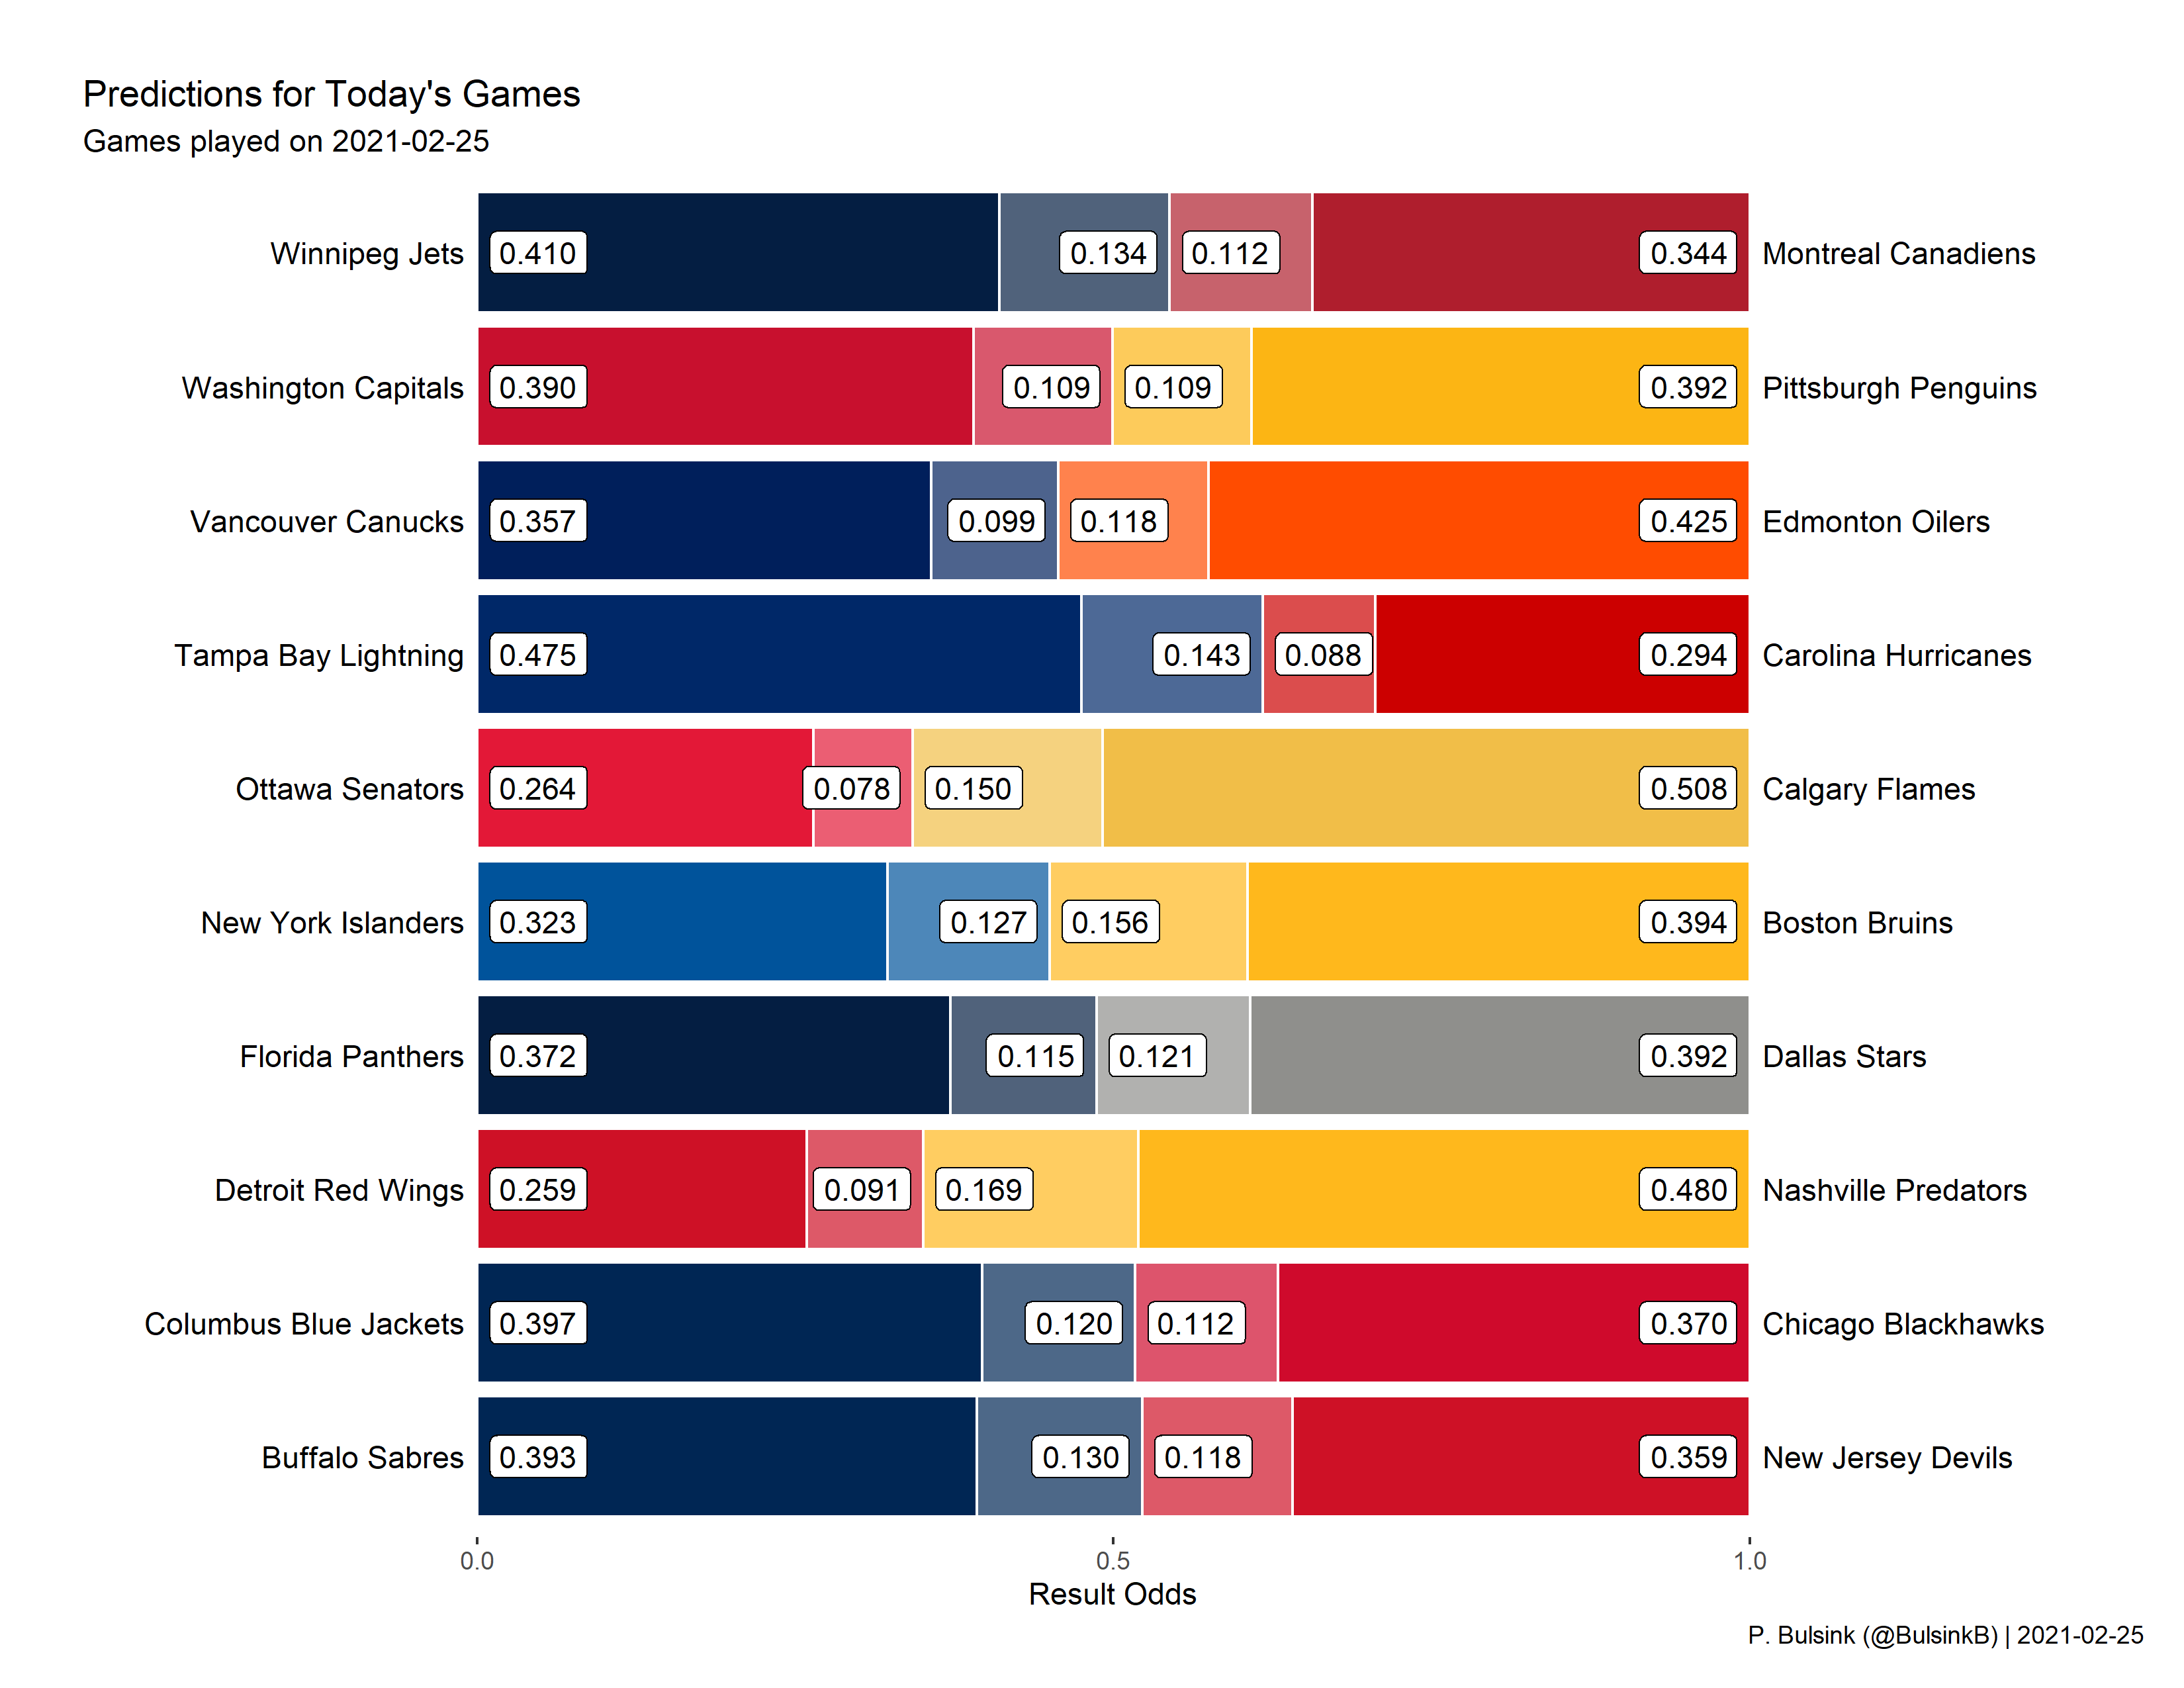 Predictions for Today's Games
Games played on 2021-02-25
Winnipeg Jets 0.410 0.134 0.112 0.344 Montreal Canadiens
Washington Capitals 0.390 0.109 0.109 0.392 Pittsburgh Penguins
Vancouver Canucks 0.357 0.099 0.118 0.425 Edmonton Oilers
Tampa Bay Lightning 0.475 0.143 0.088 0.294 Carolina Hurricanes
Ottawa Senators 0.264 0.078 0.150 0.508 Calgary Flames
New York Islanders 0.323 0.127 0.156 0.394 Boston Bruins
Florida Panthers 0.372 0.115 0.121 0.392 Dallas Stars
Detroit Red Wings 0.259 0.091 0.169 0.480 Nashville Predators
Columbus Blue Jackets 0.397 0.120 0.112 0.370 Chicago Blackhawks
Buffalo Sabres 0.393 0.130 0.118 0.359 New Jersey Devils
0.0 0.5 1.0
Result Odds
P. Bulsink (@BulsinkB) | 2021-02-25